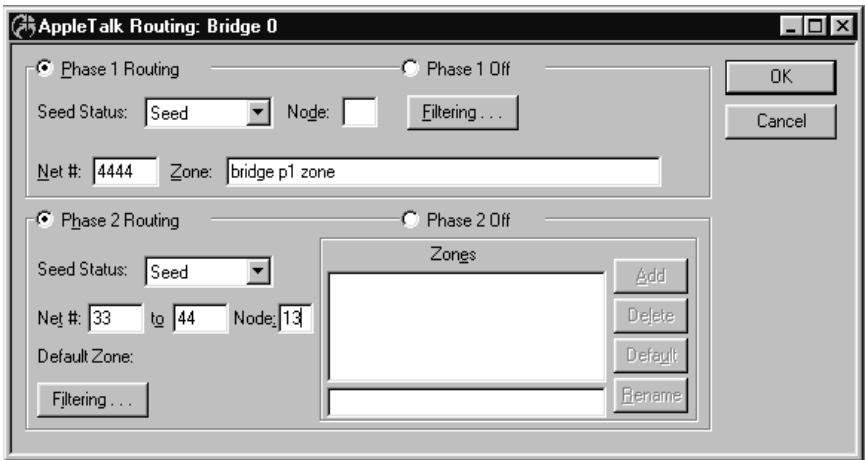 AppleTalk Routing: Bridge 0
Phase 1 Routing Phase 1 Off
OK
Seed Status: Seed Node: Filtering . . .
Cancel
Net #: 4444 Zone: bridge p1 zone
Phase 2 Routing Phase 2 Off
Zones
Seed Status: Seed
Add
Net #: 33 to 44 Node: 13
Delete
Default Zone:
Default
Filtering . . .
Rename